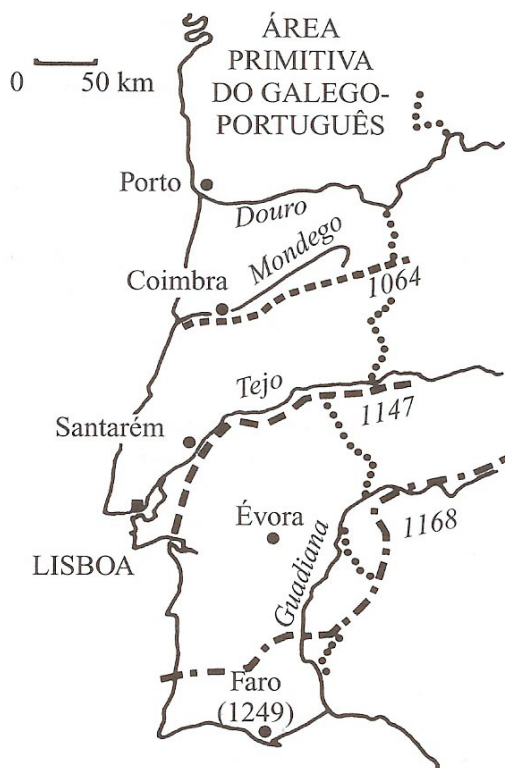 ÁREA
PRIMITIVA
DO GALEGO-
PORTUGUÊS
0 50 km
Porto
Douro
Mondego
Coimbra
1064
Tejo
1147
Santarém
Évora
1168
LISBOA
Guadiana
Faro
(1249)